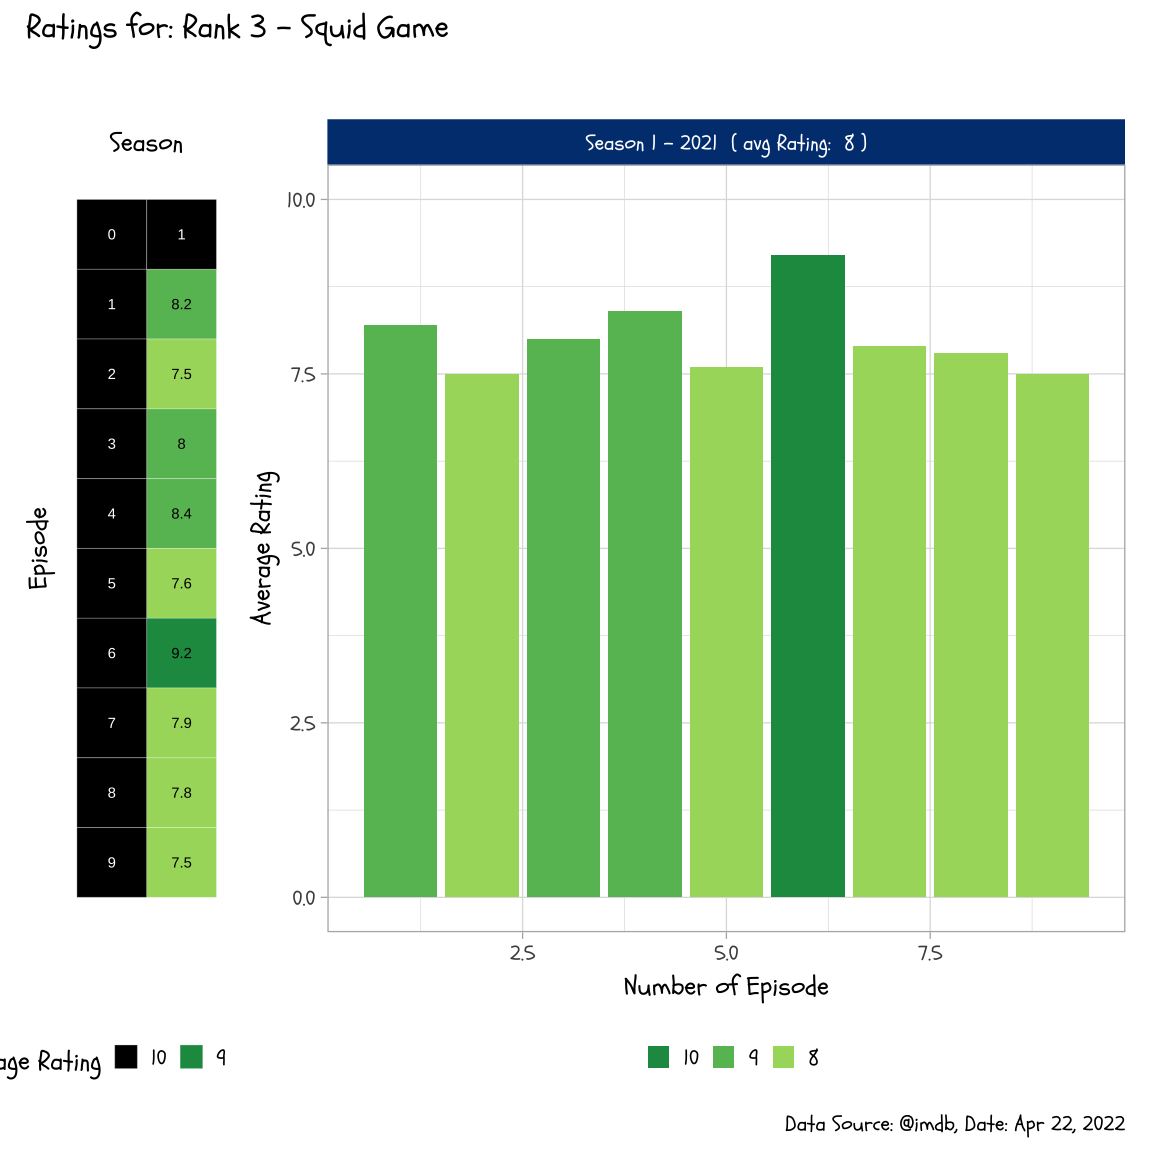 Ratings for: Rank 3 - Squid Game
Season
0 1
1 8.2
2 7.5
3 8
4 8.4
5 7.6
6 9.2
7 7.9
8 7.8
9 7.5
Episode
Season 1 - 2021 ( avg Rating: 8 )
Average Rating
10.0
7.5
5.0
2.5
0.0
2.5 5.0 7.5
Number of Episode
age Rating 10 9
10 9 8
Data Source: @imdb, Date: Apr 22, 2022